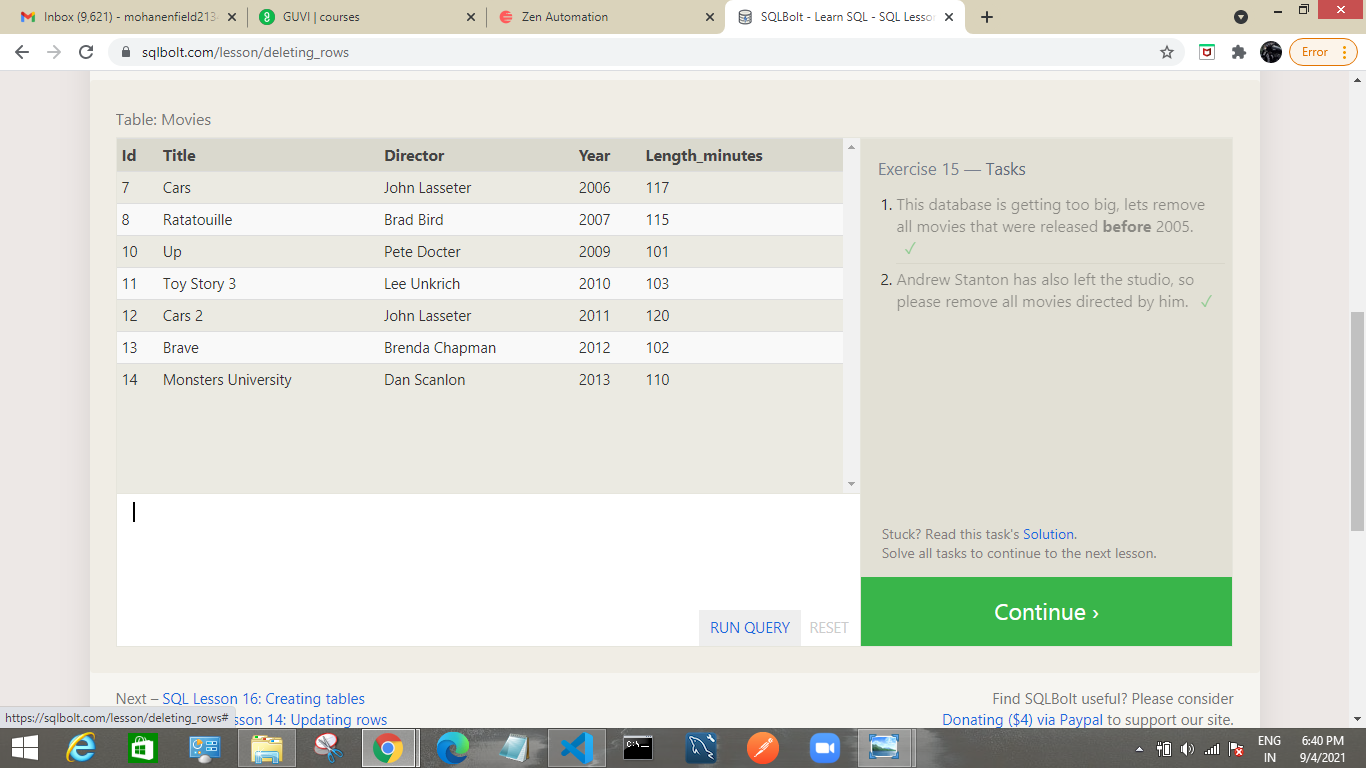 Inbox (9,621) - mohanenfield213
GUVI | courses
Zen Automation
SQLBolt - Learn SQL - SQL Lesso
sqlbolt.com/lesson/deleting_rows
Error
Table: Movies
Id Title Director Year Length_minutes
7 Cars John Lasseter 2006 117
8 Ratatouille Brad Bird 2007 115
10 Up Pete Docter 2009 101
11 Toy Story 3 Lee Unkrich 2010 103
12 Cars 2 John Lasseter 2011 120
13 Brave Brenda Chapman 2012 102
14 Monsters University Dan Scanlon 2013 110
Exercise 15 — Tasks
1. This database is getting too big, lets remove
all movies that were released before 2005.
✓
2. Andrew Stanton has also left the studio, so
please remove all movies directed by him. ✓
Stuck? Read this task's Solution.
Solve all tasks to continue to the next lesson.
RUN QUERY RESET
Continue ›
Next – SQL Lesson 16: Creating tables
sson 14: Updating rows
Find SQLBolt useful? Please consider
Donating ($4) via Paypal to support our site.
https://sqlbolt.com/lesson/deleting_rows#
ENG
IN
6:40 PM
9/4/2021